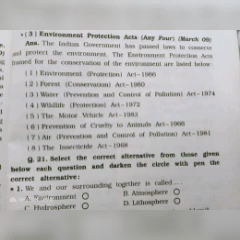 (3) Environment Protection Acts (Any Four) (March 08)
Ans. The Indian Government has passed laws to conserve
and protect the environment. The Environment Protection Acts
framed for the conservation of the environment are listed below:
(1) Environment (Protection) Act-1986
(2) Forest (Conservation) Act-1980
(3) Water (Prevention and Control of Pollution) Act-1974
(4) Wildlife (Protection) Act-1972
(5) The Motor Vehicle Act-1983
(6) Prevention of Cruelty to Animals Act-1960
(7) Air (Prevention and Control of Pollution) Act-1981
(8) The Insecticide Act-1968
Q. 21. Select the correct alternative from those given
below each question and darken the circle with pen the
correct alternative:
1. We and our surrounding together is called
A. Environment O B. Atmosphere O
C. Hydrosphere O D. Lithosphere O